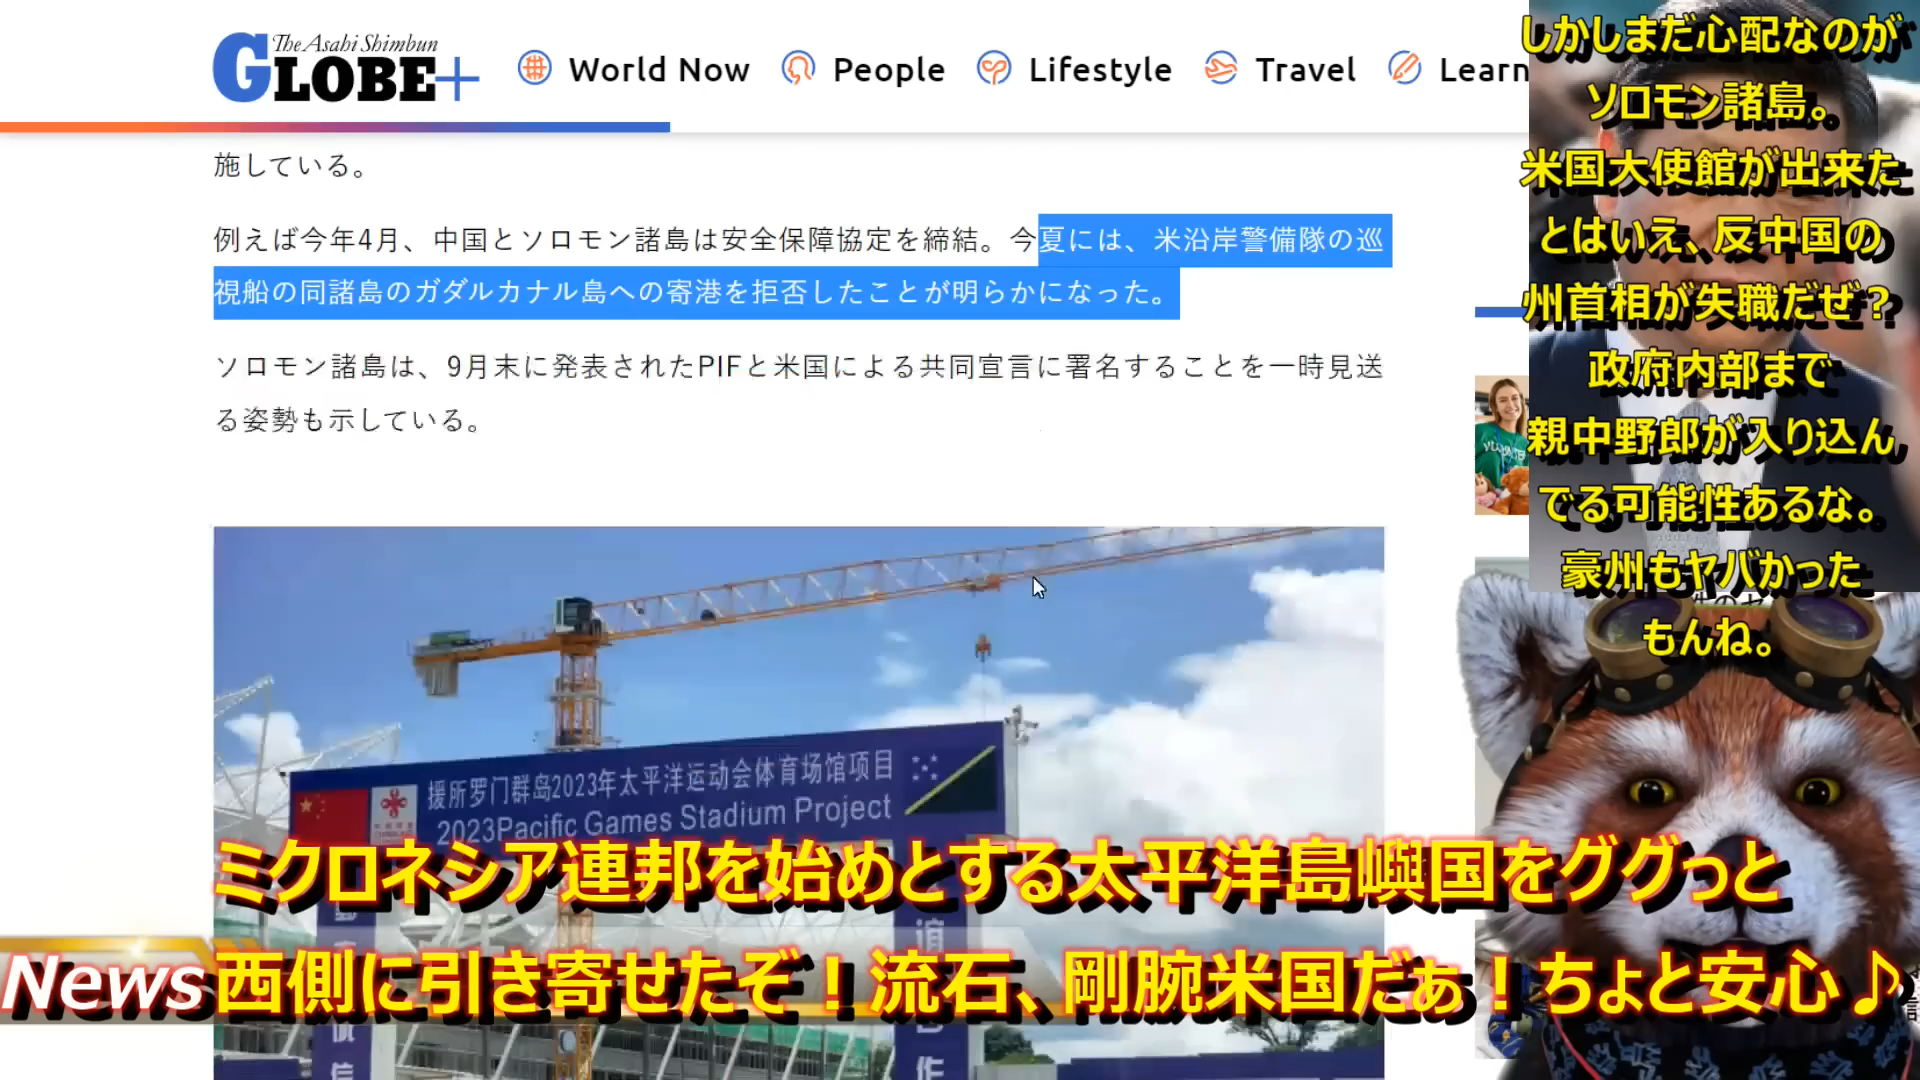 The Asahi Shimbun
GLOBE+
World Now
People
Lifestyle
Travel
Learn
施している。
例えば今年4月、中国とソロモン諸島は安全保障協定を締結。今夏には、米沿岸警備隊の巡
視船の同諸島のガダルカナル島への寄港を拒否したことが明らかになった。
ソロモン諸島は、9月末に発表されたPIFと米国による共同宣言に署名することを一時見送
る姿勢も示している。
援所罗门群岛2023年太平洋运动会体育场馆项目
2023Pacific Games Stadium Project
谊
信
作
しかしまだ心配なのが
ソロモン諸島。
米国大使館が出来た
とはいえ、反中国の
州首相が失職だぜ?
政府内部まで
親中野郎が入り込ん
でる可能性あるな。
豪州もヤバかった
もんね。
ミクロネシア連邦を始めとする太平洋島嶼国をググっと
News
西側に引き寄せたぞ!流石、剛腕米国だぁ!ちょと安心♪